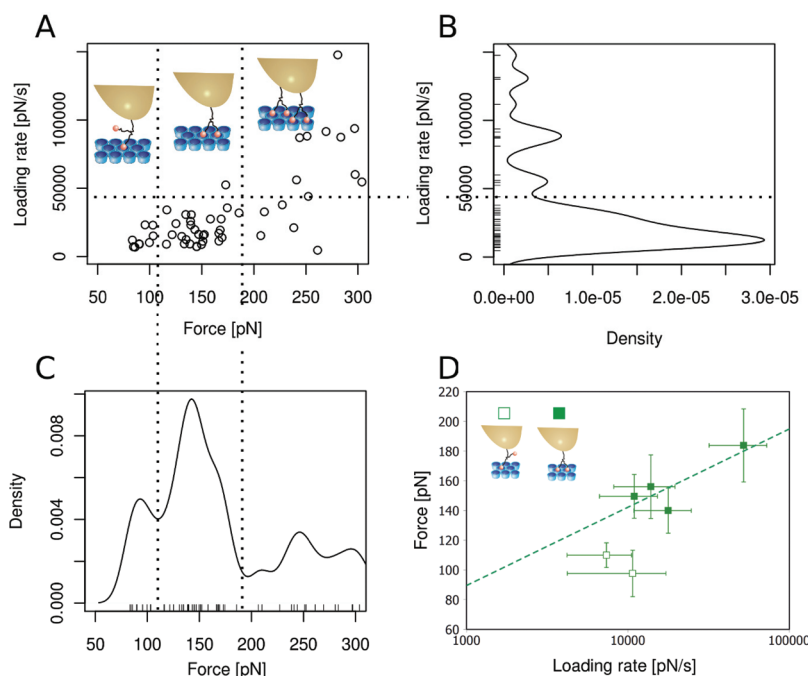 A
Loading rate [pN/s]
0 50000 100000
50 100 150 200 250 300
Force [pN]
B
Loading rate [pN/s]
0 50000 100000
0.0e+00 1.0e-05 2.0e-05 3.0e-05
Density
C
Density
0.000 0.004 0.008
50 100 150 200 250 300
Force [pN]
D
Force [pN]
220
200
180
160
140
120
100
80
60
1000 10000 100000
Loading rate [pN/s]